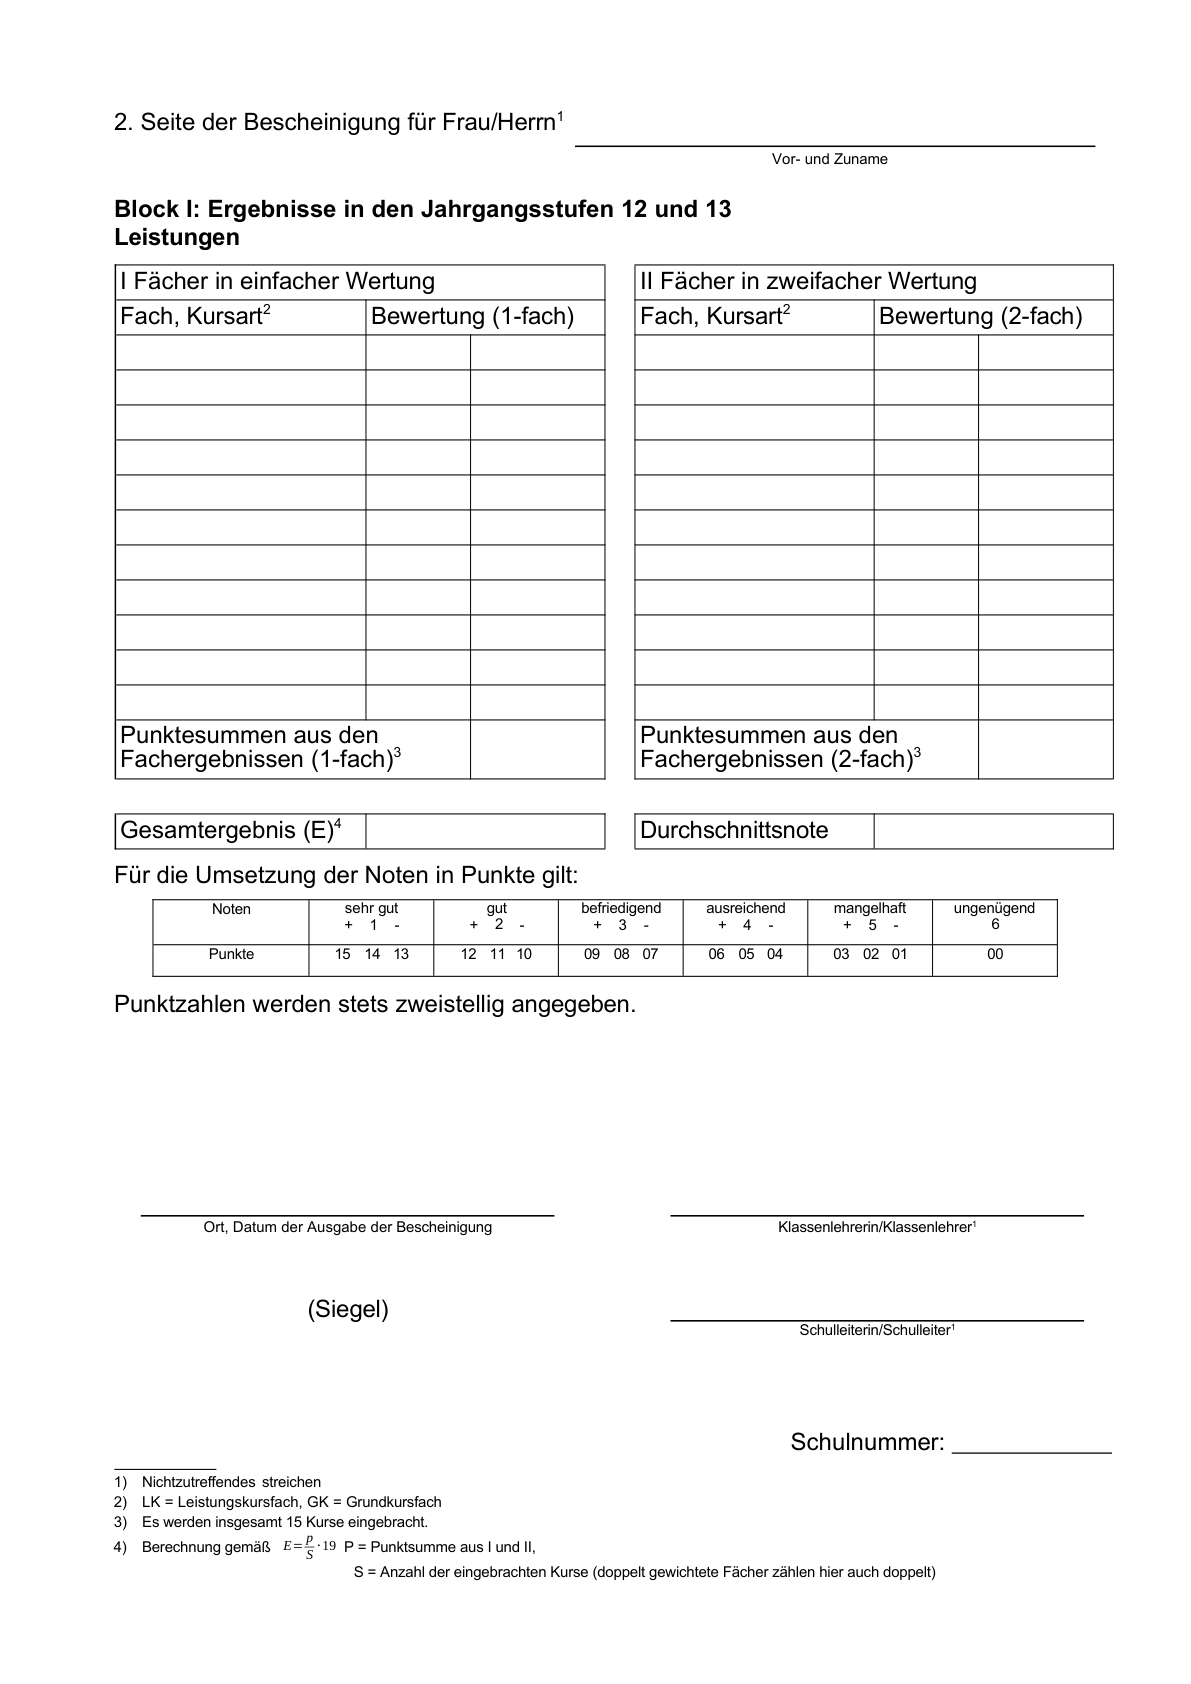 2. Seite der Bescheinigung für Frau/Herrn¹
Vor- und Zuname
Block I: Ergebnisse in den Jahrgangsstufen 12 und 13
Leistungen
I Fächer in einfacher Wertung
Fach, Kursart² Bewertung (1-fach)
Punktesummen aus den
Fachergebnissen (1-fach)³
II Fächer in zweifacher Wertung
Fach, Kursart² Bewertung (2-fach)
Punktesummen aus den
Fachergebnissen (2-fach)³
Gesamtergebnis (E)⁴
Durchschnittsnote
Für die Umsetzung der Noten in Punkte gilt:
Noten sehr gut gut befriedigend ausreichend mangelhaft ungenügend
+ 1 - + 2 - + 3 - + 4 - + 5 - 6
Punkte 15 14 13 12 11 10 09 08 07 06 05 04 03 02 01 00
Punktzahlen werden stets zweistellig angegeben.
Ort, Datum der Ausgabe der Bescheinigung
Klassenlehrerin/Klassenlehrer¹
(Siegel)
Schulleiterin/Schulleiter¹
Schulnummer: ____________
1) Nichtzutreffendes streichen
2) LK = Leistungskursfach, GK = Grundkursfach
3) Es werden insgesamt 15 Kurse eingebracht.
4) Berechnung gemäß E = p/S · 19 P = Punktsumme aus I und II,
S = Anzahl der eingebrachten Kurse (doppelt gewichtete Fächer zählen hier auch doppelt)